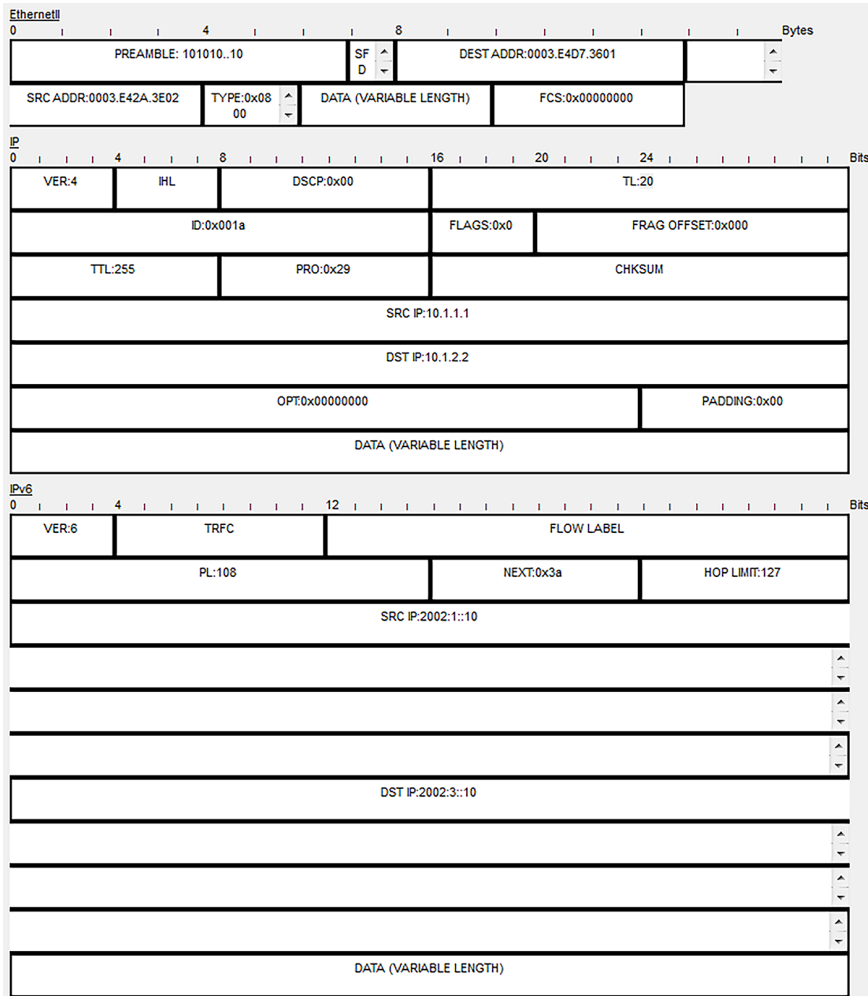 EthernetII
0 4 8 Bytes
PREAMBLE: 101010..10 SF DEST ADDR:0003.E4D7.3601
D
SRC ADDR:0003.E42A.3E02 TYPE:0x08 DATA (VARIABLE LENGTH) FCS:0x00000000
00
IP
0 4 8 16 20 24 Bits
VER:4 IHL DSCP:0x00 TL:20
ID:0x001a FLAGS:0x0 FRAG OFFSET:0x000
TTL:255 PRO:0x29 CHKSUM
SRC IP:10.1.1.1
DST IP:10.1.2.2
OPT:0x00000000 PADDING:0x00
DATA (VARIABLE LENGTH)
IPv6
0 4 12 Bits
VER:6 TRFC FLOW LABEL
PL:108 NEXT:0x3a HOP LIMIT:127
SRC IP:2002:1::10
DST IP:2002:3::10
DATA (VARIABLE LENGTH)